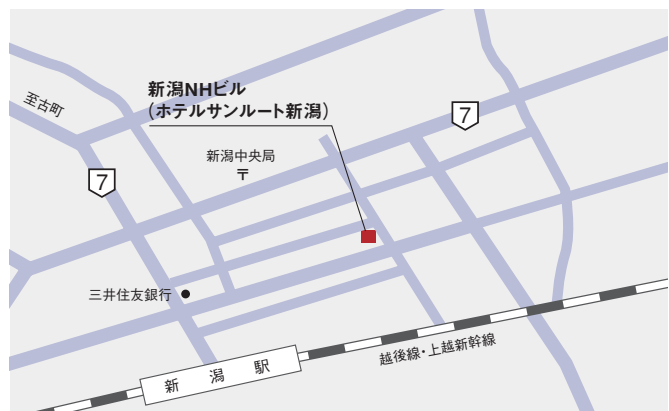 新潟NHビル
（ホテルサンルート新潟）
至古町
7
新潟中央局
〒
7
三井住友銀行
越後線・上越新幹線
新潟駅